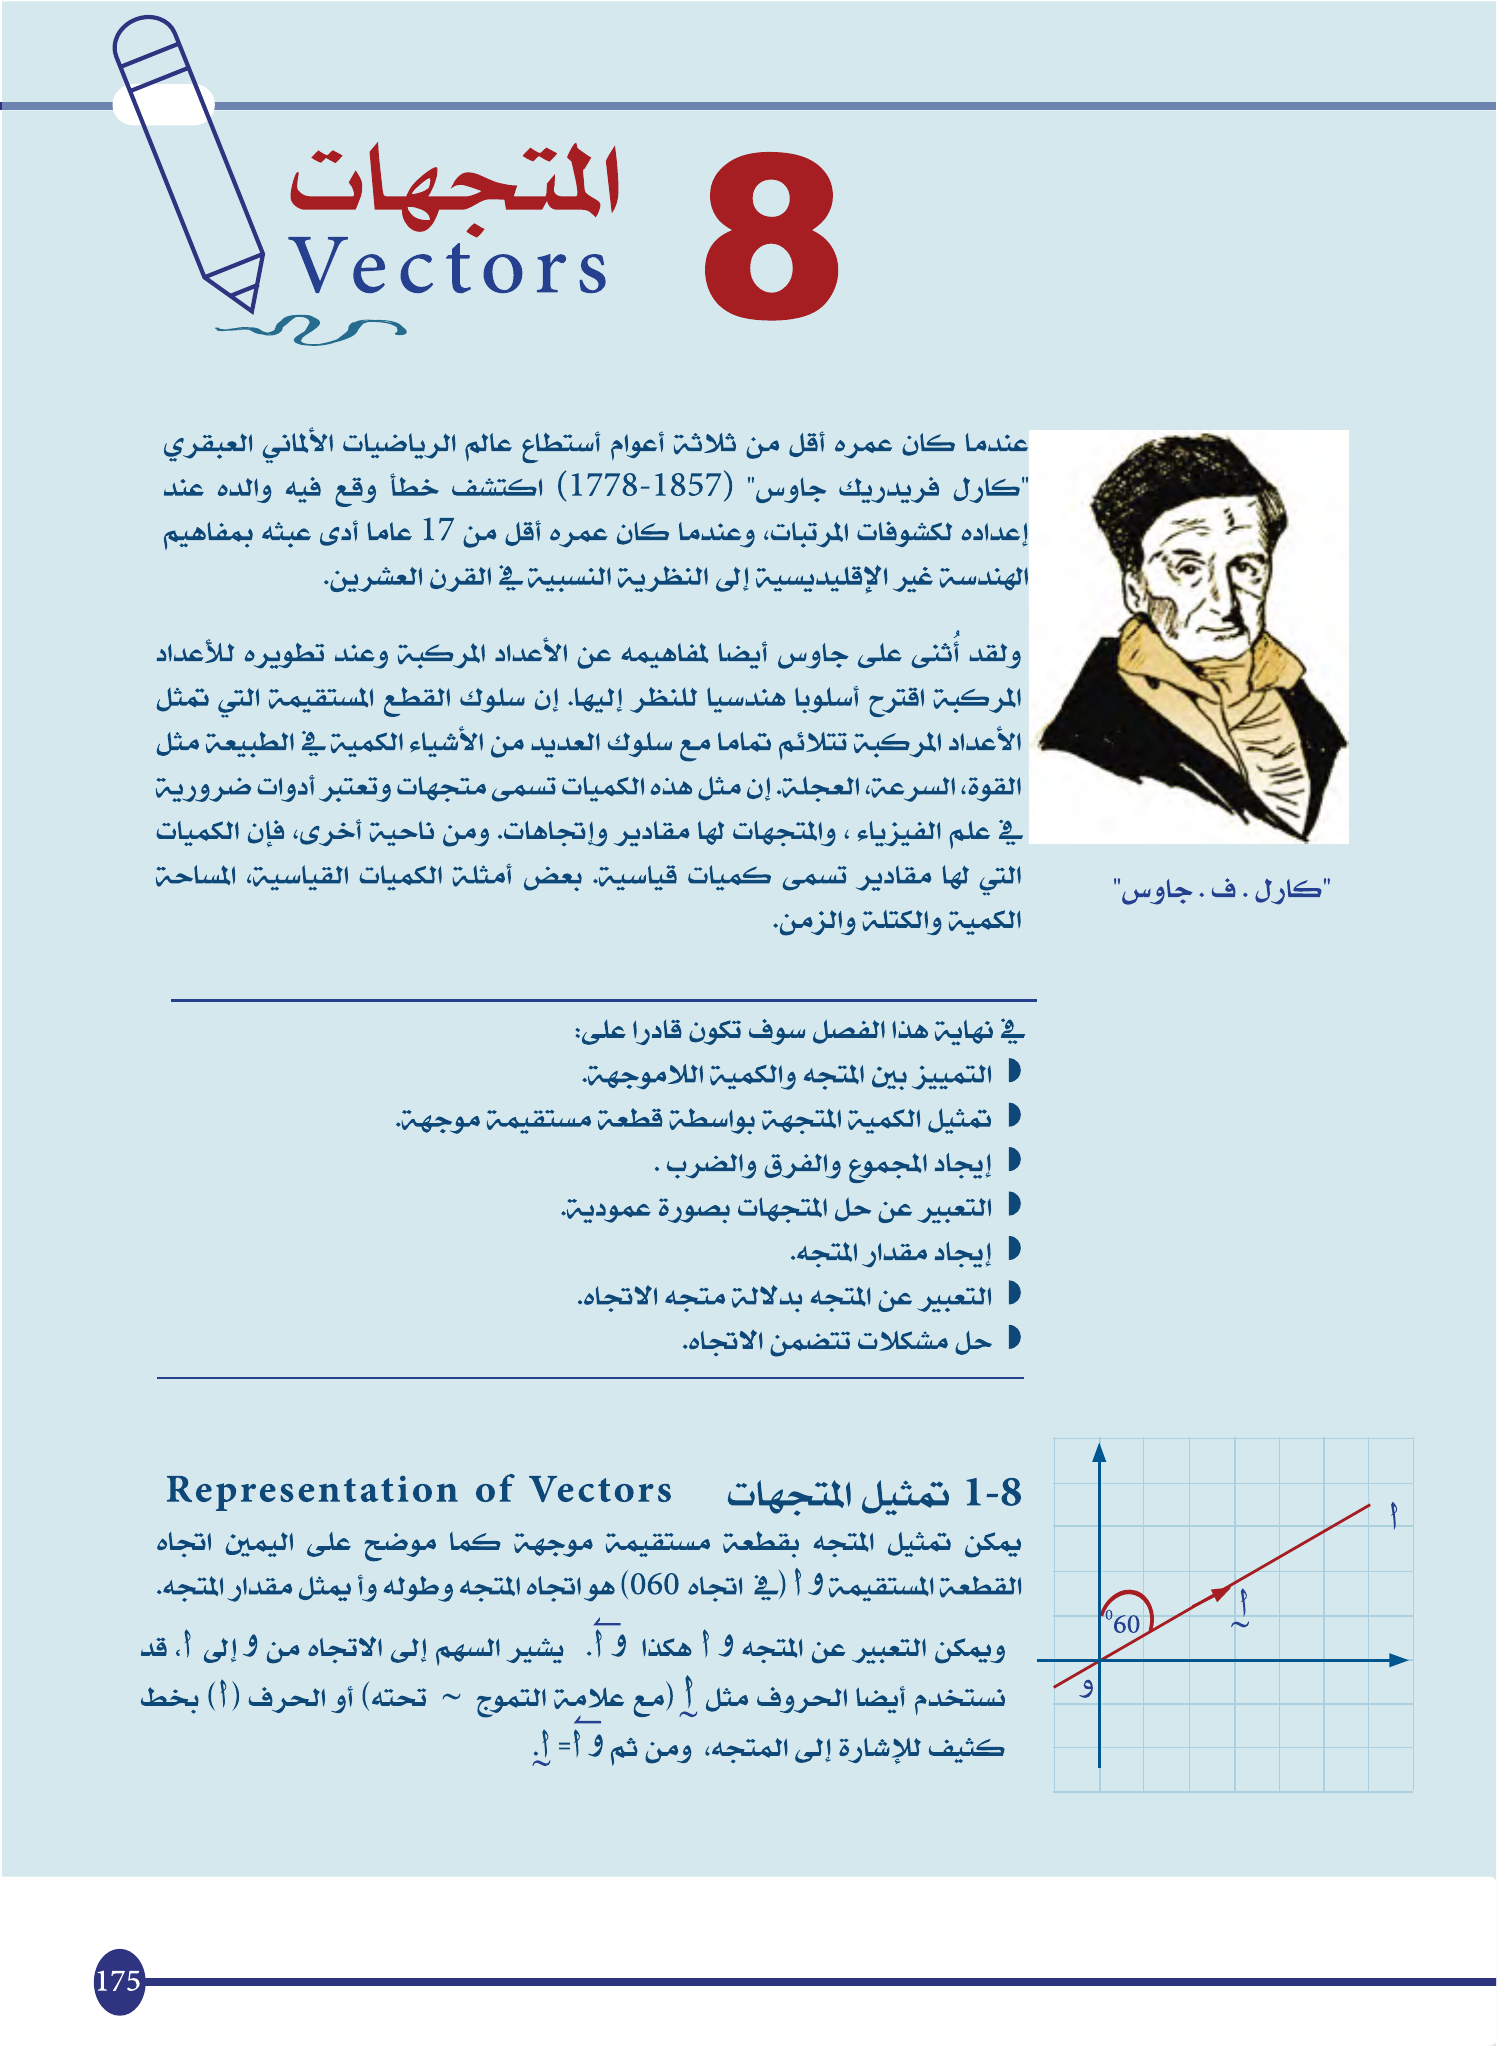 8 المتجهات
Vectors
عندما كان عمره أقل من ثلاثة أعوام أستطاع عالم الرياضيات الألماني العبقري
"كارل فريدريك جاوس" (1857-1778) اكتشف خطأ وقع فيه والده عند
إعداده لكشوفات المرتبات، وعندما كان عمره أقل من 17 عاما أدى عبثه بمفاهيم
الهندسة غير الإقليديسية إلى النظرية النسبية في القرن العشرين.
ولقد أُثنى على جاوس أيضا لمفاهيمه عن الأعداد المركبة وعند تطويره للأعداد
المركبة اقترح أسلوبا هندسيا للنظر إليها. إن سلوك القطع المستقيمة التي تمثل
الأعداد المركبة تتلائم تماما مع سلوك العديد من الأشياء الكمية في الطبيعة مثل
القوة، السرعة، العجلة. إن مثل هذه الكميات تسمى متجهات وتعتبر أدوات ضرورية
في علم الفيزياء ، والمتجهات لها مقادير وإتجاهات. ومن ناحية أخرى، فإن الكميات
التي لها مقادير تسمى كميات قياسية. بعض أمثلة الكميات القياسية، المساحة
الكمية والكتلة والزمن.
"كارل . ف . جاوس"
في نهاية هذا الفصل سوف تكون قادرا على:
◗ التمييز بين المتجه والكمية اللاموجهة.
◗ تمثيل الكمية المتجهة بواسطة قطعة مستقيمة موجهة.
◗ إيجاد المجموع والفرق والضرب .
◗ التعبير عن حل المتجهات بصورة عمودية.
◗ إيجاد مقدار المتجه.
◗ التعبير عن المتجه بدلالة متجه الاتجاه.
◗ حل مشكلات تتضمن الاتجاه.
1-8 تمثيل المتجهات Representation of Vectors
يمكن تمثيل المتجه بقطعة مستقيمة موجهة كما موضح على اليمين اتجاه
القطعة المستقيمة و أ (في اتجاه 060) هو اتجاه المتجه وطوله وأ يمثل مقدار المتجه.
ويمكن التعبير عن المتجه و أ هكذا و أ. يشير السهم إلى الاتجاه من و إلى أ، قد
نستخدم أيضا الحروف مثل أ (مع علامة التموج ~ تحته) أو الحرف (أ) بخط
كثيف للإشارة إلى المتجه، ومن ثم و أ= أ.
أ
أ
~
060
و
175